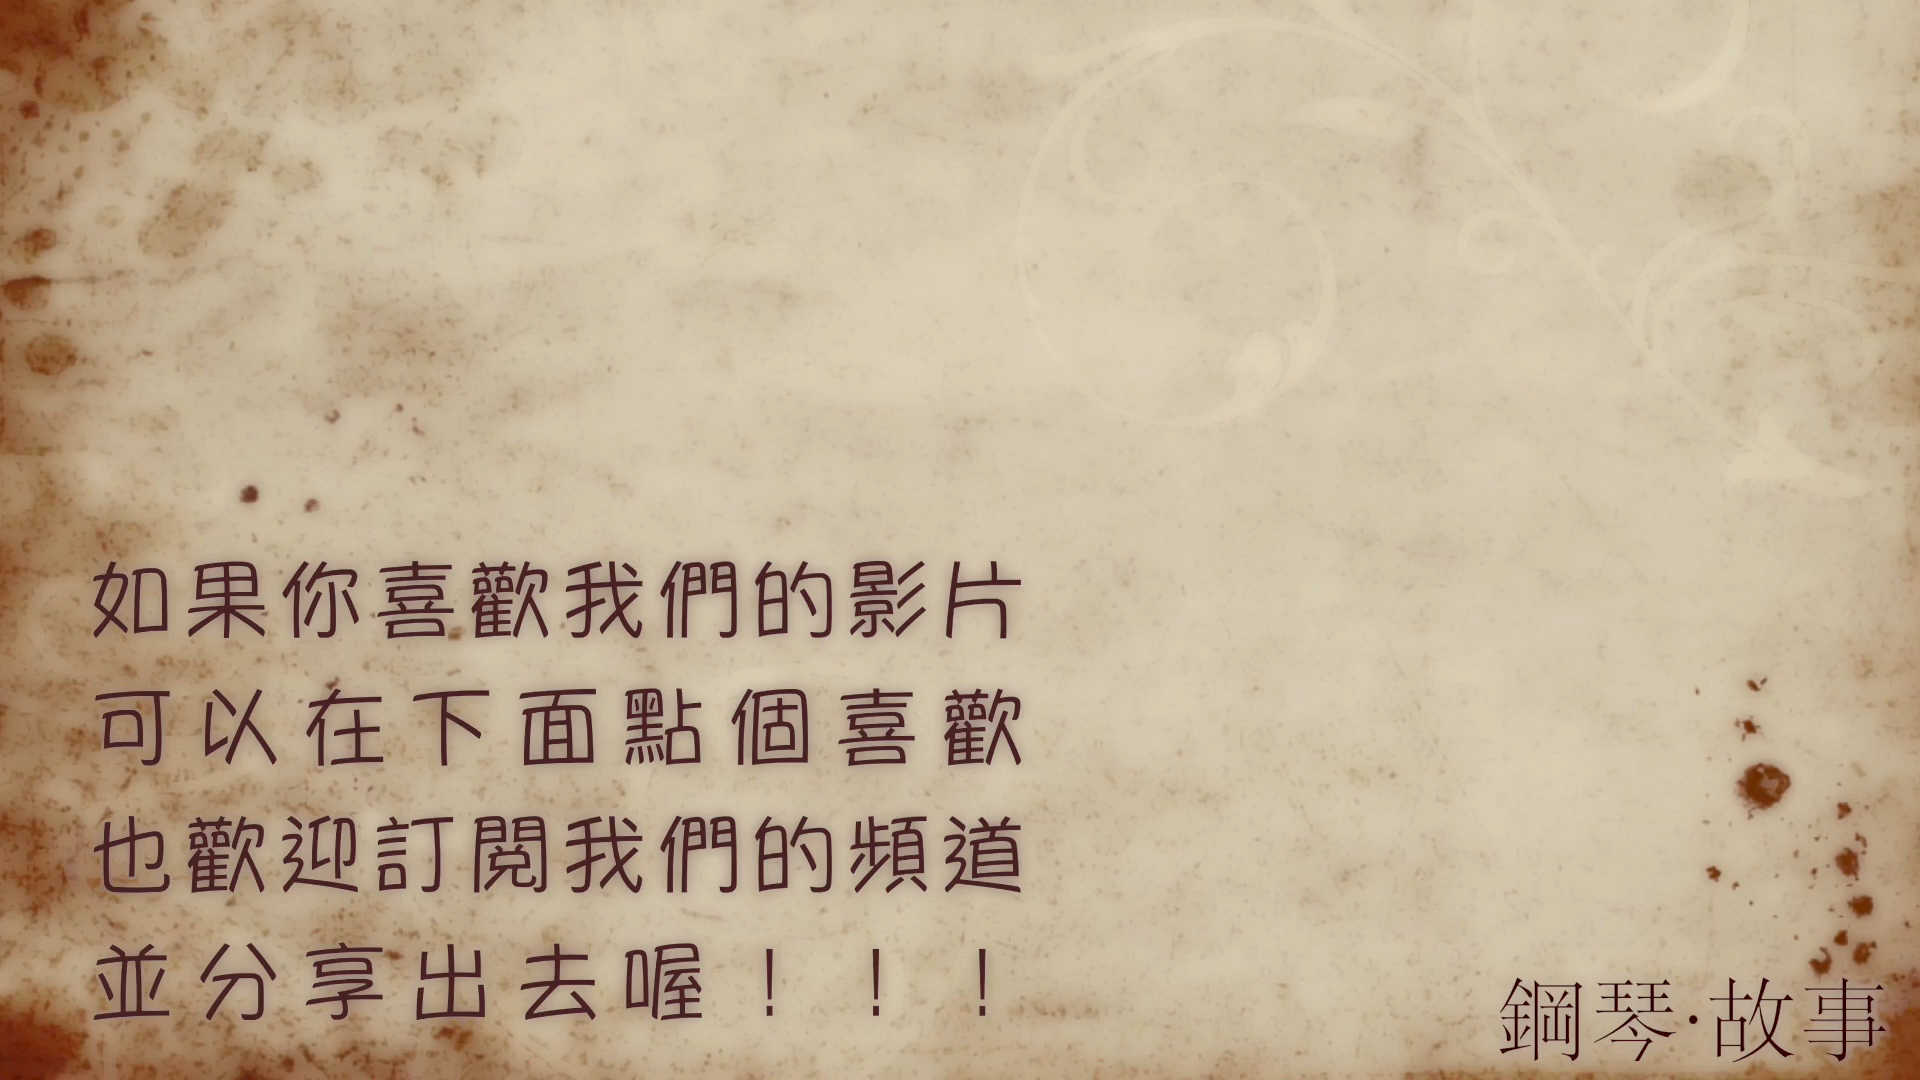 如果你喜歡我們的影片
可以在下面點個喜歡
也歡迎訂閱我們的頻道
並分享出去喔！！！
鋼琴·故事